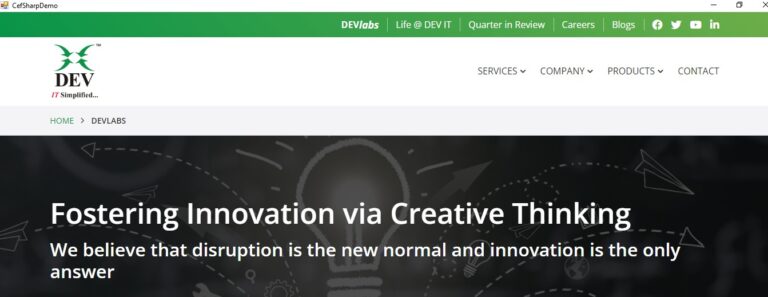 CefSharpDemo
DEVlabs Life @ DEV IT Quarter in Review Careers Blogs
DEV
IT Simplified...
SERVICES COMPANY PRODUCTS CONTACT
HOME > DEVLABS
Fostering Innovation via Creative Thinking
We believe that disruption is the new normal and innovation is the only
answer